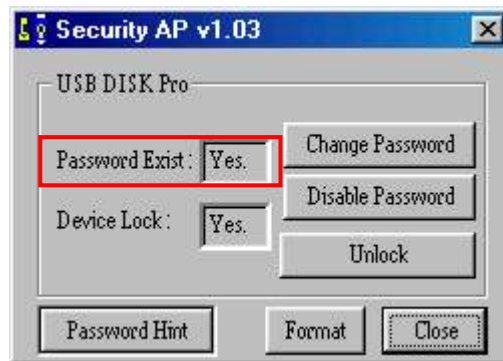 Security AP v1.03
USB DISK Pro
Password Exist : Yes.
Change Password
Disable Password
Device Lock : Yes.
Unlock
Password Hint
Format
Close